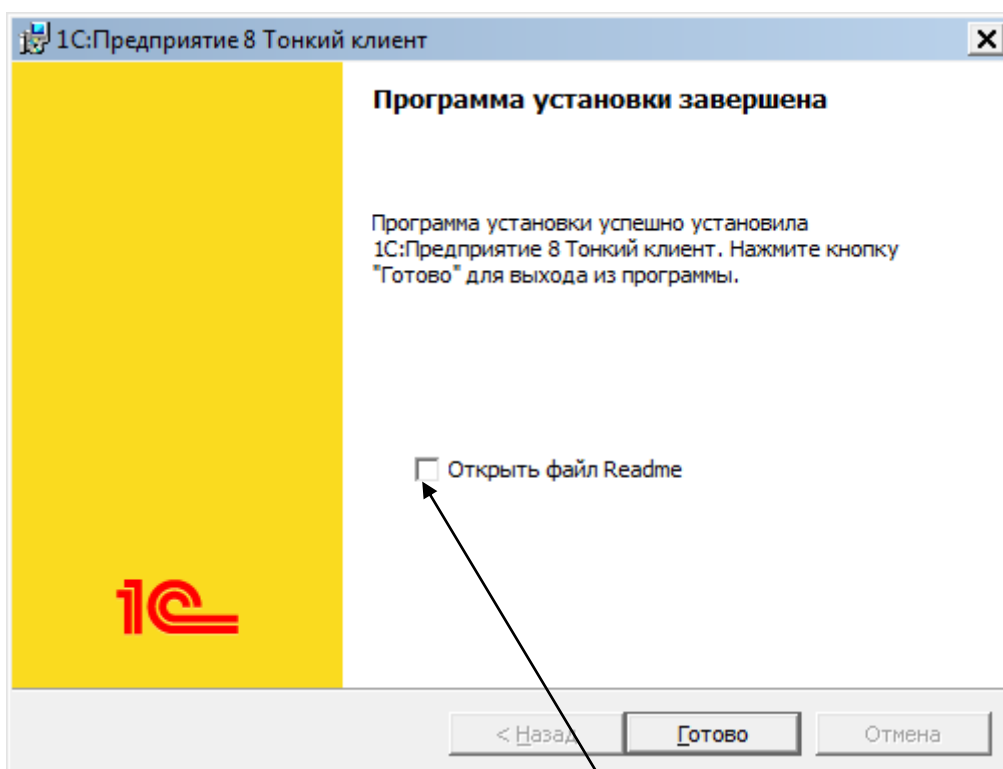 1С:Предприятие 8 Тонкий клиент
Программа установки завершена
Программа установки успешно установила
1С:Предприятие 8 Тонкий клиент. Нажмите кнопку
"Готово" для выхода из программы.
Открыть файл Readme
1С
< Назад Готово Отмена